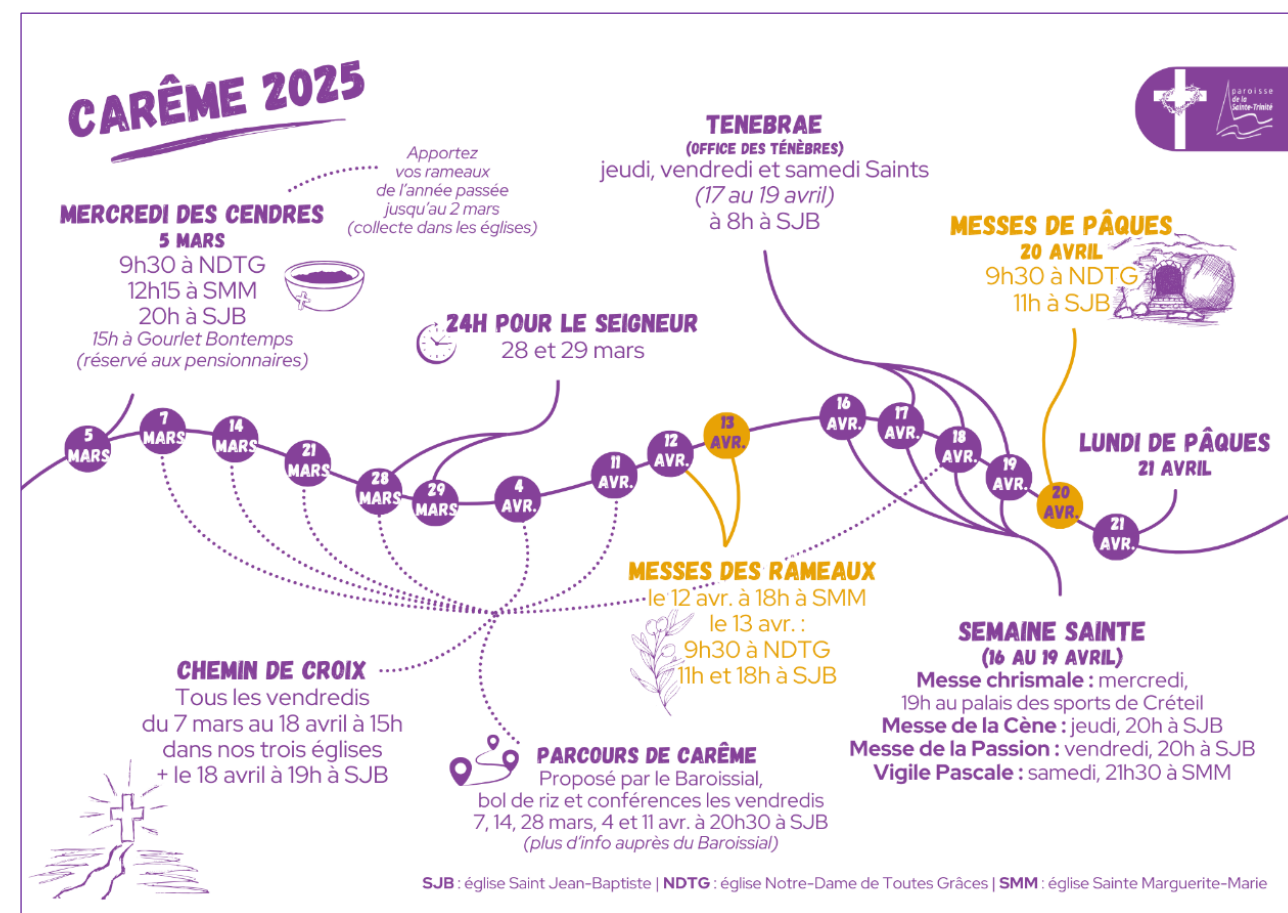 CARÊME 2025
paroisse
de la
Sainte-Trinité
Apportez
vos rameaux
de l'année passée
jusqu'au 2 mars
(collecte dans les églises)
MERCREDI DES CENDRES
5 MARS
9h30 à NDTG
12h15 à SMM
20h à SJB
15h à Gourlet Bontemps
(réservé aux pensionnaires)
24H POUR LE SEIGNEUR
28 et 29 mars
TENEBRAE
(OFFICE DES TÉNÈBRES)
jeudi, vendredi et samedi Saints
(17 au 19 avril)
à 8h à SJB
MESSES DE PÂQUES
20 AVRIL
9h30 à NDTG
11h à SJB
LUNDI DE PÂQUES
21 AVRIL
5
MARS
7
MARS
14
MARS
21
MARS
28
MARS
29
MARS
4
AVR.
11
AVR.
12
AVR.
13
AVR.
16
AVR.
17
AVR.
18
AVR.
19
AVR.
20
AVR.
21
AVR.
CHEMIN DE CROIX
Tous les vendredis
du 7 mars au 18 avril à 15h
dans nos trois églises
+ le 18 avril à 19h à SJB
PARCOURS DE CARÊME
Proposé par le Baroissial,
bol de riz et conférences les vendredis
7, 14, 28 mars, 4 et 11 avr. à 20h30 à SJB
(plus d'info auprès du Baroissial)
MESSES DES RAMEAUX
le 12 avr. à 18h à SMM
le 13 avr. :
9h30 à NDTG
11h et 18h à SJB
SEMAINE SAINTE
(16 AU 19 AVRIL)
Messe chrismale : mercredi,
19h au palais des sports de Créteil
Messe de la Cène : jeudi, 20h à SJB
Messe de la Passion : vendredi, 20h à SJB
Vigile Pascale : samedi, 21h30 à SMM
SJB : église Saint Jean-Baptiste | NDTG : église Notre-Dame de Toutes Grâces | SMM : église Sainte Marguerite-Marie